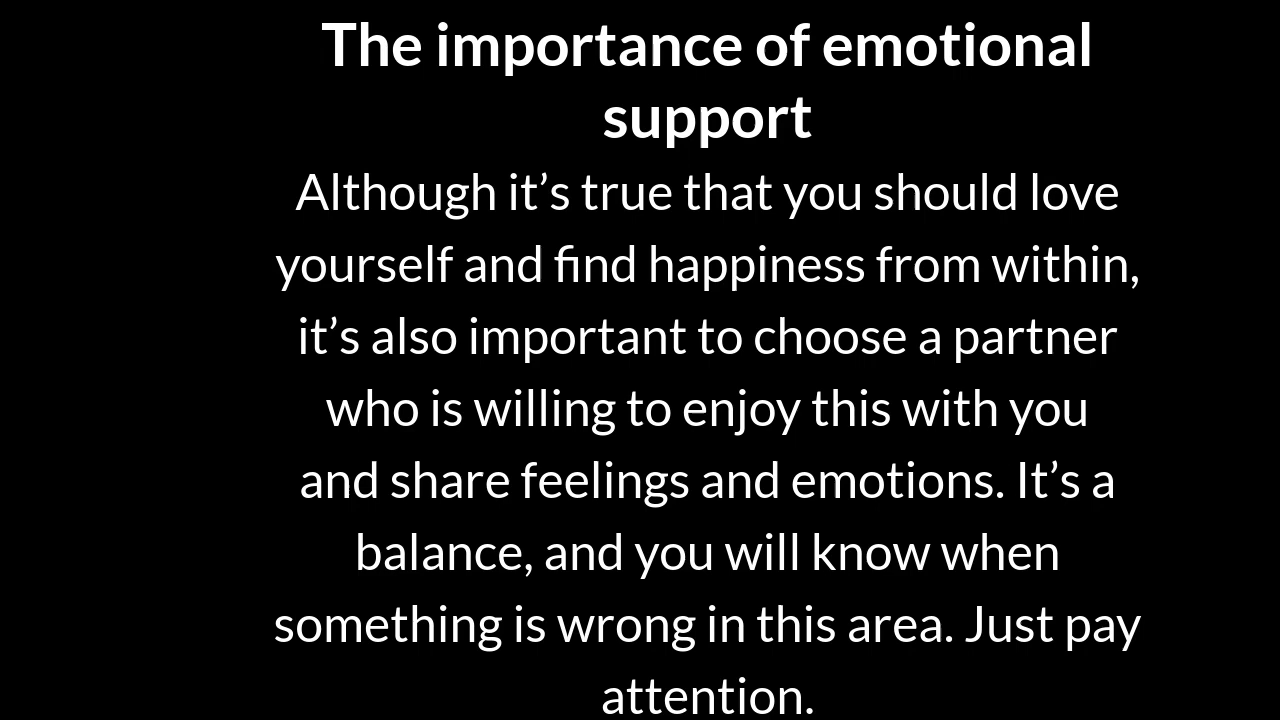 The importance of emotional
support
Although it’s true that you should love
yourself and find happiness from within,
it’s also important to choose a partner
who is willing to enjoy this with you
and share feelings and emotions. It’s a
balance, and you will know when
something is wrong in this area. Just pay
attention.